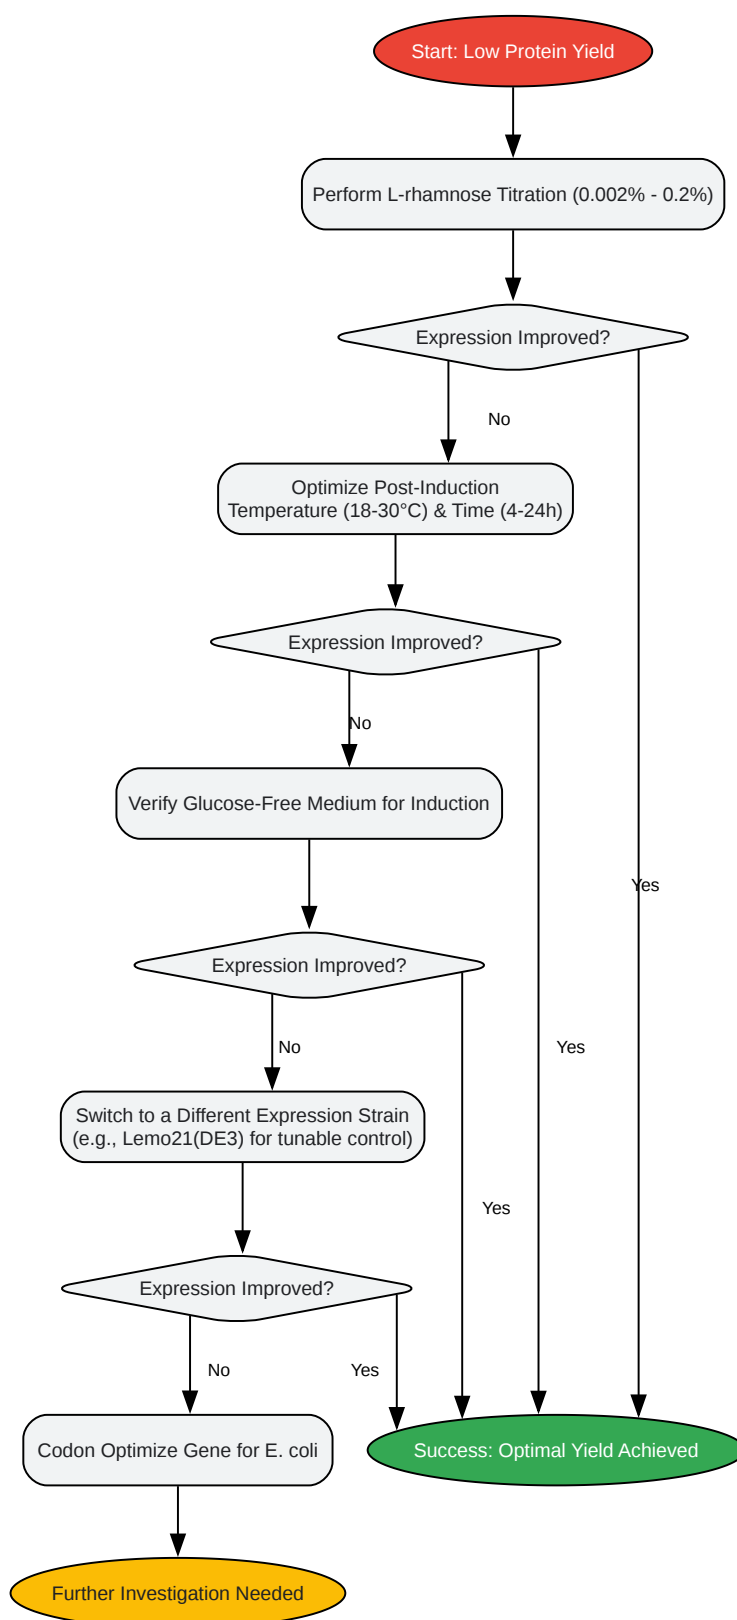 Start: Low Protein Yield
Perform L-rhamnose Titration (0.002% - 0.2%)
Expression Improved?
No
Optimize Post-Induction
Temperature (18-30°C) & Time (4-24h)
Expression Improved?
No
Verify Glucose-Free Medium for Induction
Yes
Expression Improved?
No
Yes
Switch to a Different Expression Strain
(e.g., Lemo21(DE3) for tunable control)
Yes
Expression Improved?
No
Yes
Codon Optimize Gene for E. coli
Success: Optimal Yield Achieved
Further Investigation Needed